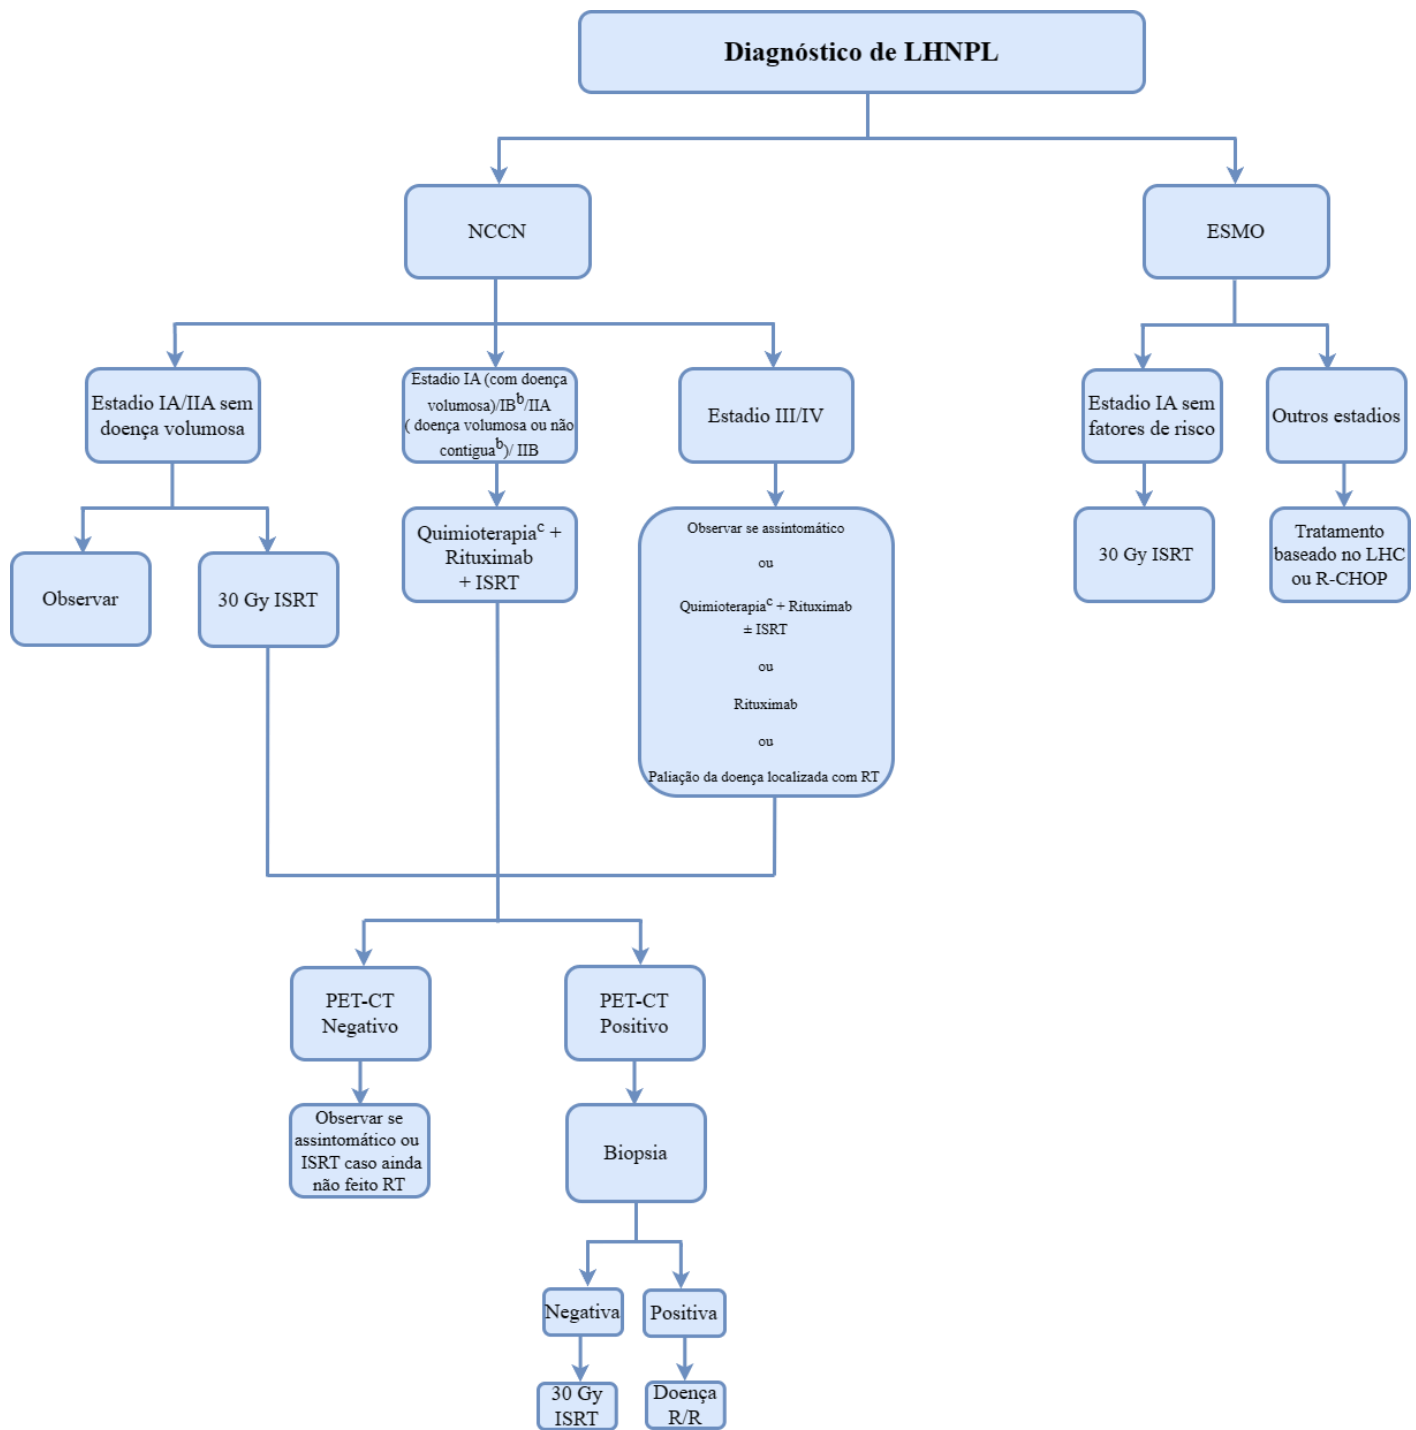 Diagnóstico de LHNPL
NCCN
ESMO
Estadio IA/IIA sem
doença volumosa
Estadio IA (com doença
volumosa)/IBb/IIA
( doença volumosa ou não
contiguab)/ IIB
Estadio III/IV
Estadio IA sem
fatores de risco
Outros estadios
Observar
30 Gy ISRT
Quimioterapiac +
Rituximab
+ ISRT
Observar se assintomático
ou
Quimioterapiac + Rituximab
± ISRT
ou
Rituximab
ou
Paliação da doença localizada com RT
30 Gy ISRT
Tratamento
baseado no LHC
ou R-CHOP
PET-CT
Negativo
PET-CT
Positivo
Observar se
assintomático ou
ISRT caso ainda
não feito RT
Biopsia
Negativa
Positiva
30 Gy
ISRT
Doença
R/R